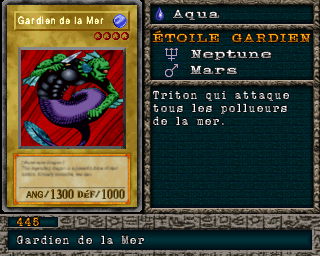 Gardien de la Mer
ANG/1300 DéF/1000
Aqua
ÉTOILE GARDIEN
Neptune
Mars
Triton qui attaque
tous les pollueurs
de la mer.
445
Gardien de la Mer